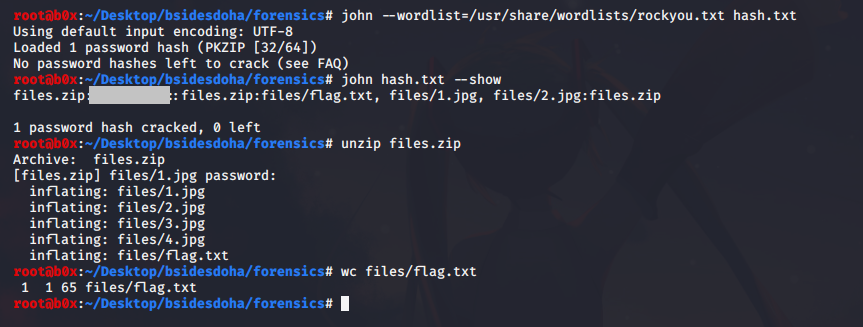 root@b0x:~/Desktop/bsidesdoha/forensics# john --wordlist=/usr/share/wordlists/rockyou.txt hash.txt
Using default input encoding: UTF-8
Loaded 1 password hash (PKZIP [32/64])
No password hashes left to crack (see FAQ)
root@b0x:~/Desktop/bsidesdoha/forensics# john hash.txt --show
files.zip: ::files.zip:files/flag.txt, files/1.jpg, files/2.jpg:files.zip
1 password hash cracked, 0 left
root@b0x:~/Desktop/bsidesdoha/forensics# unzip files.zip
Archive:  files.zip
[files.zip] files/1.jpg password:
  inflating: files/1.jpg
  inflating: files/2.jpg
  inflating: files/3.jpg
  inflating: files/4.jpg
  inflating: files/flag.txt
root@b0x:~/Desktop/bsidesdoha/forensics# wc files/flag.txt
 1  1 65 files/flag.txt
root@b0x:~/Desktop/bsidesdoha/forensics#